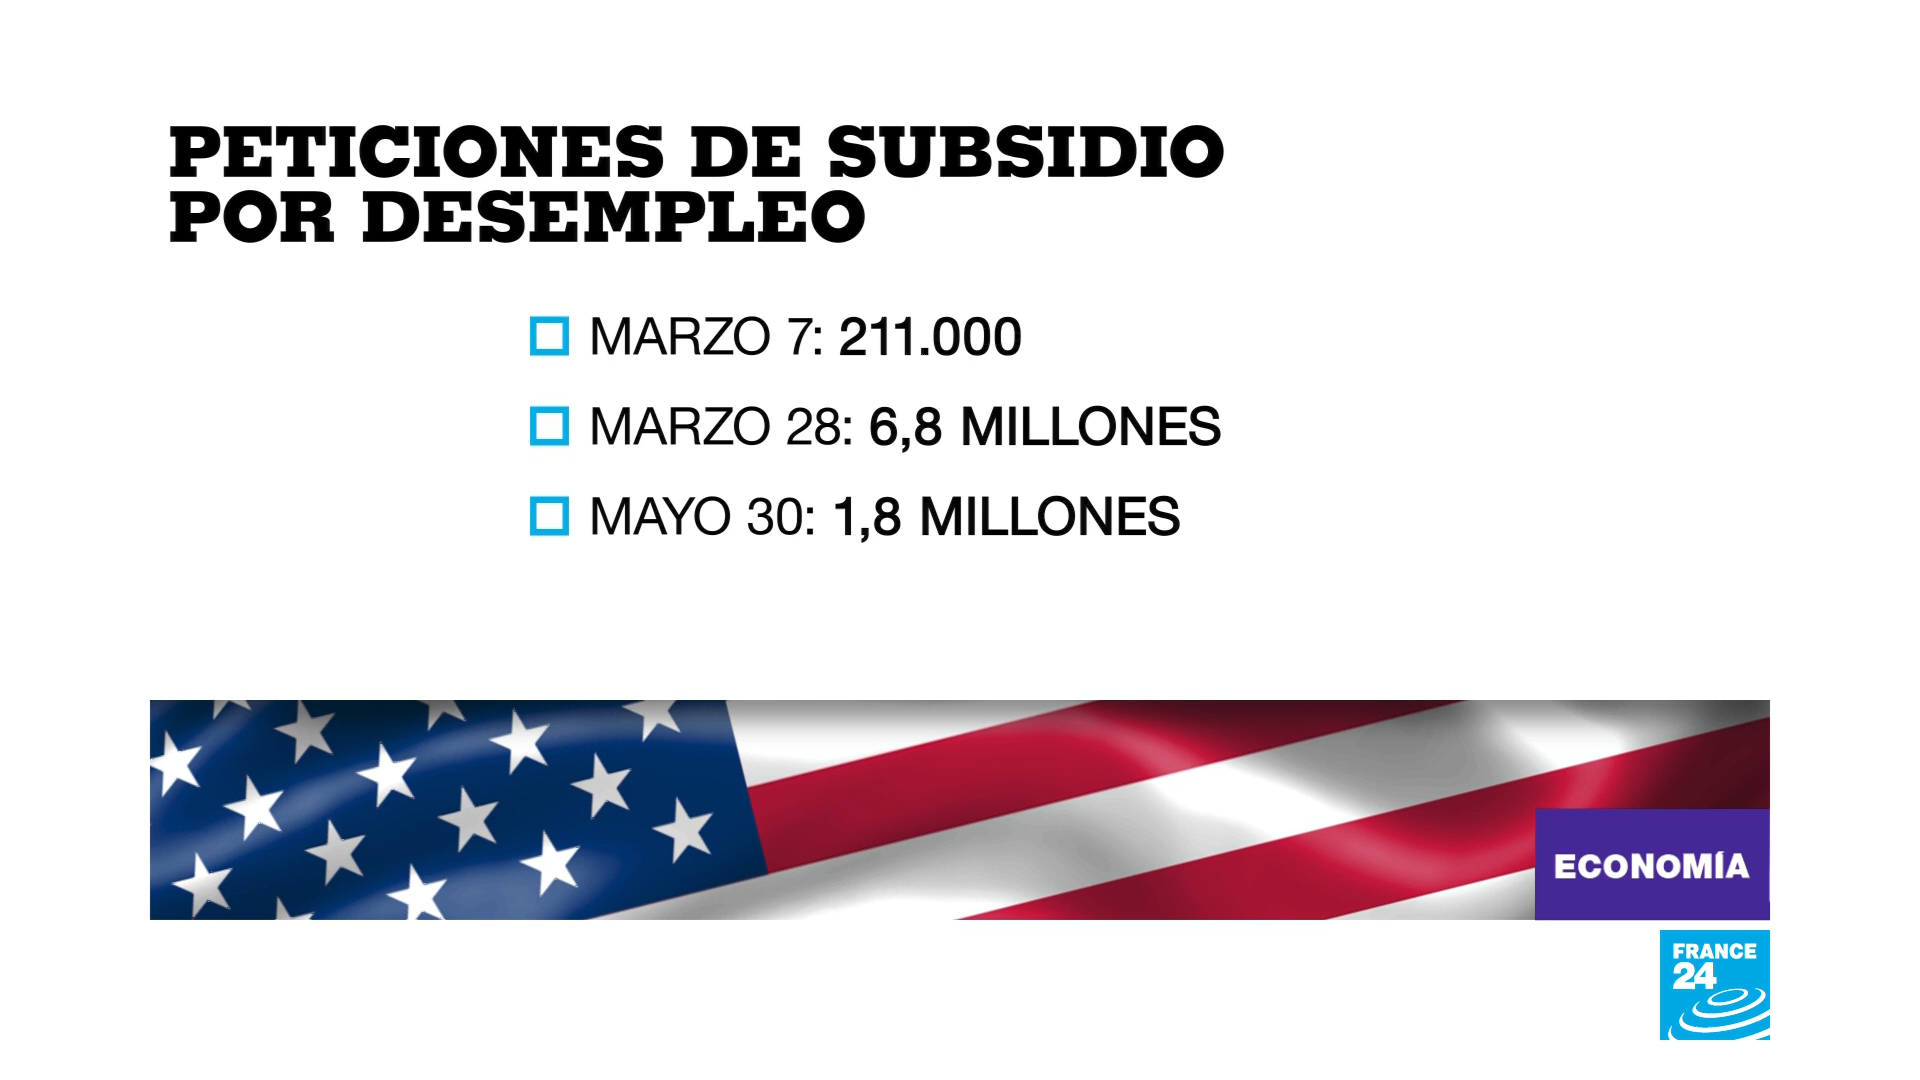 PETICIONES DE SUBSIDIO
POR DESEMPLEO
MARZO 7: 211.000
MARZO 28: 6,8 MILLONES
MAYO 30: 1,8 MILLONES
ECONOMÍA
FRANCE
24